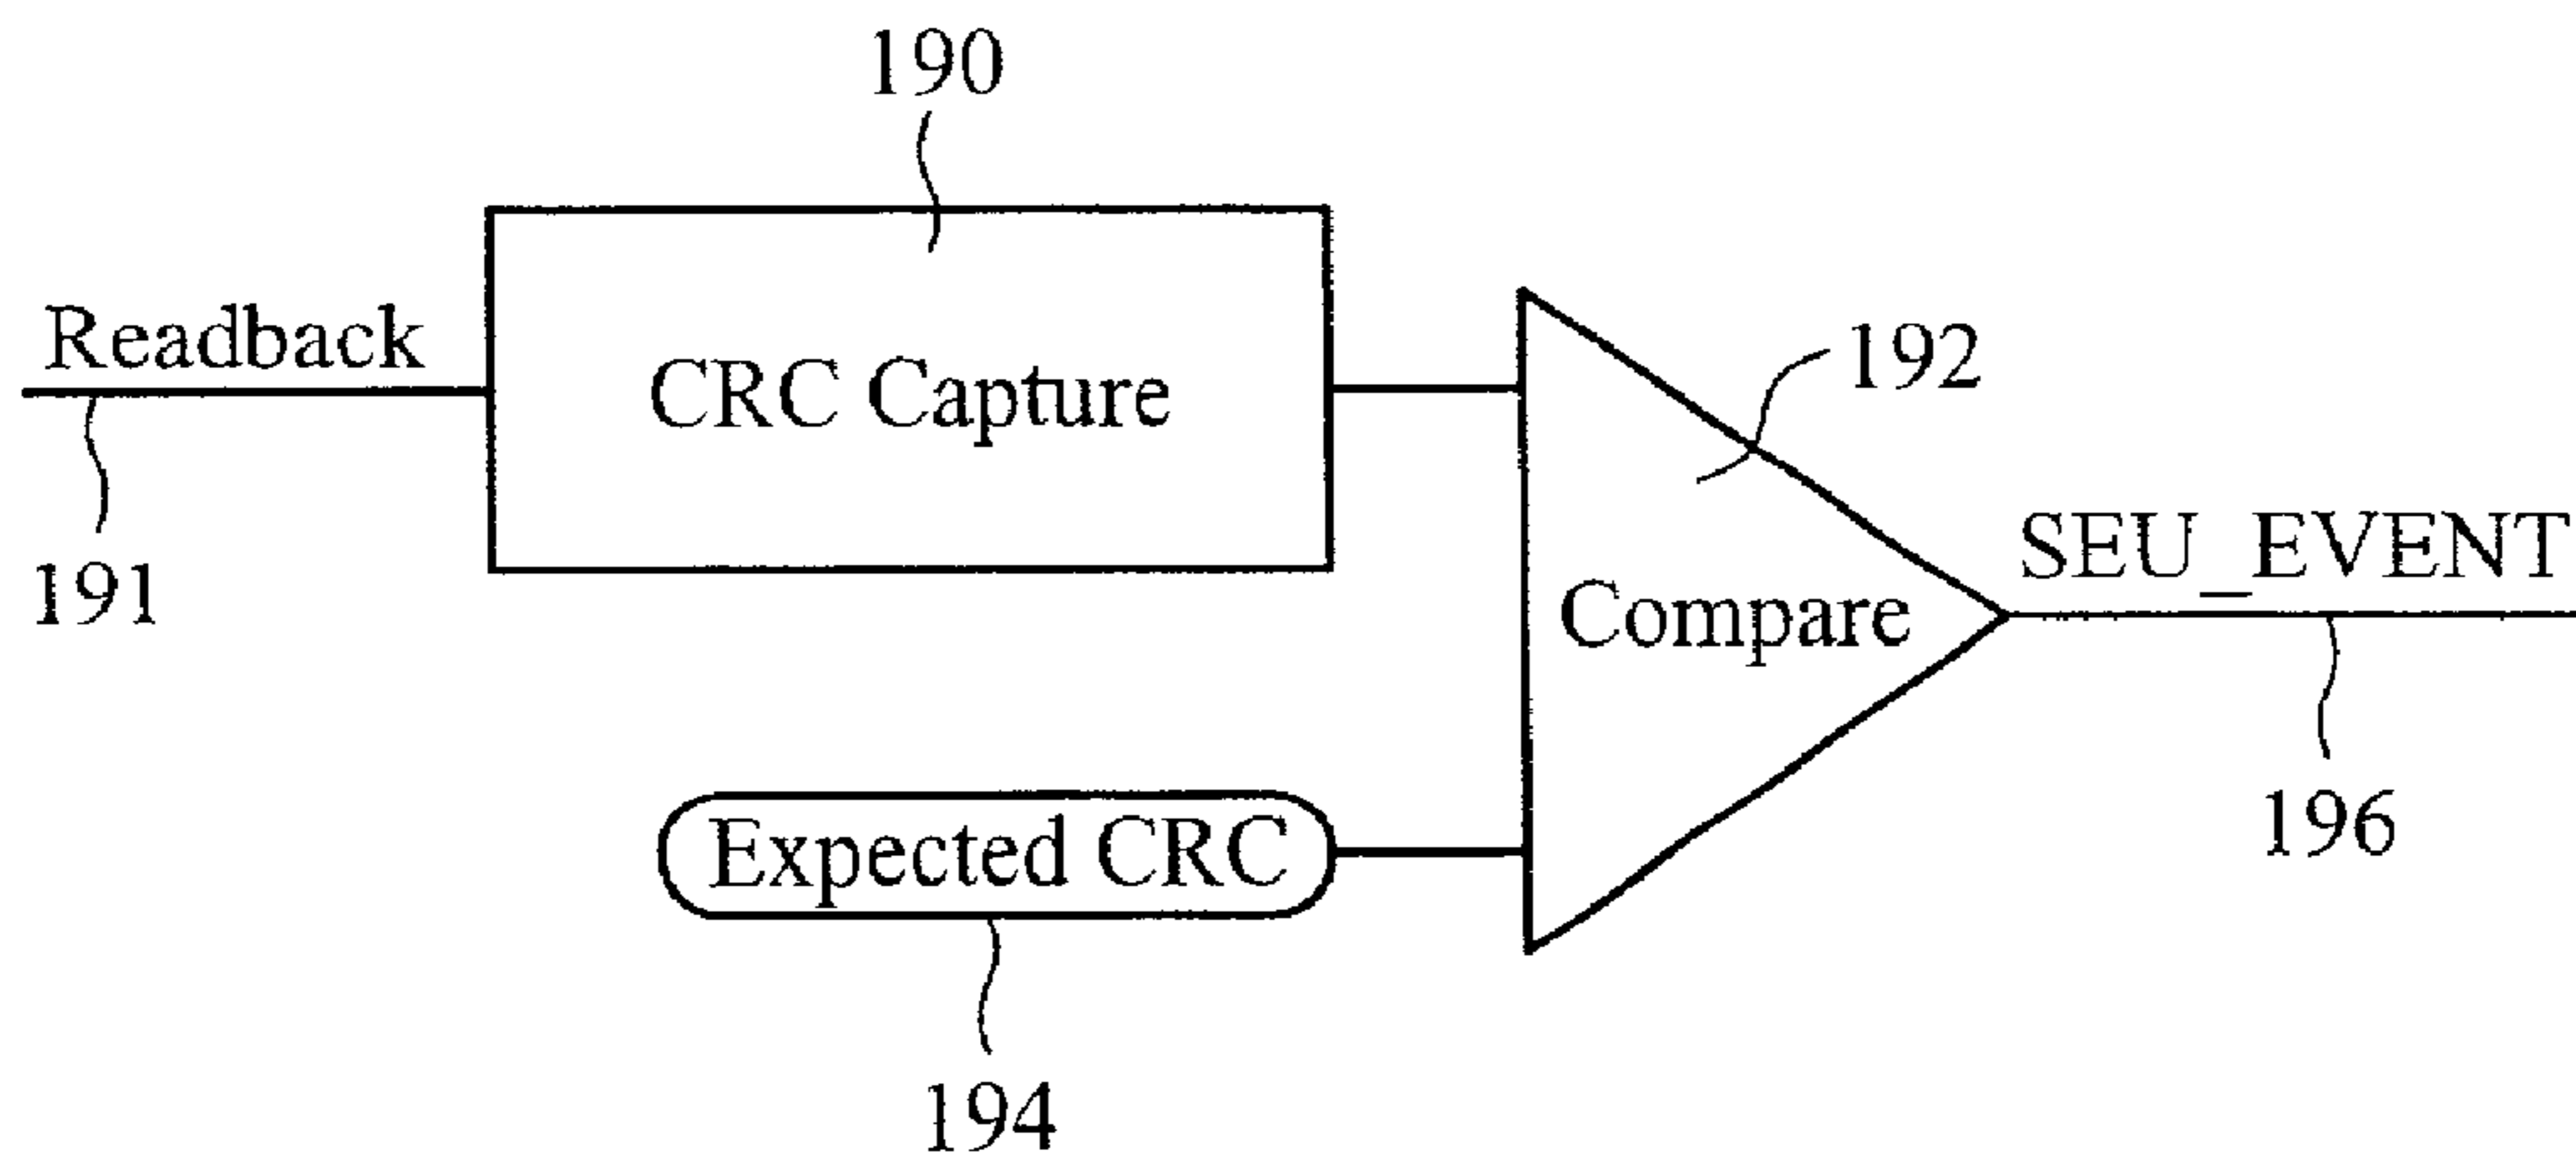 190
Readback
CRC Capture
192
191
SEU_EVENT
Compare
Expected CRC
196
194